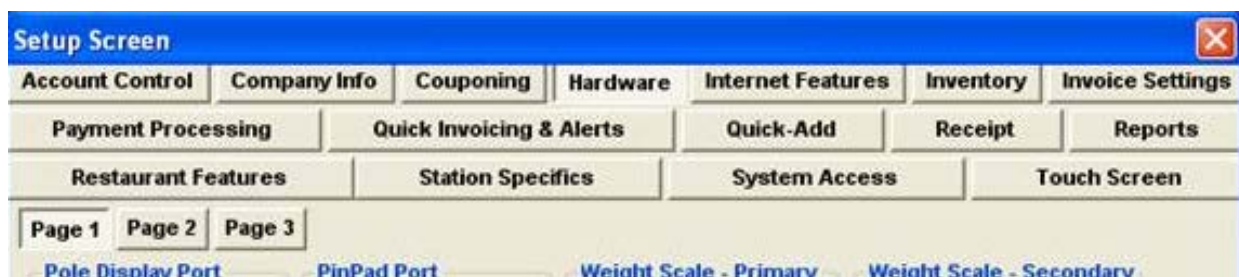 Setup Screen
Account Control Company Info Couponing Hardware Internet Features Inventory Invoice Settings
Payment Processing Quick Invoicing & Alerts Quick-Add Receipt Reports
Restaurant Features Station Specifics System Access Touch Screen
Page 1 Page 2 Page 3
Pole Display Port PinPad Port Weight Scale - Primary Weight Scale - Secondary